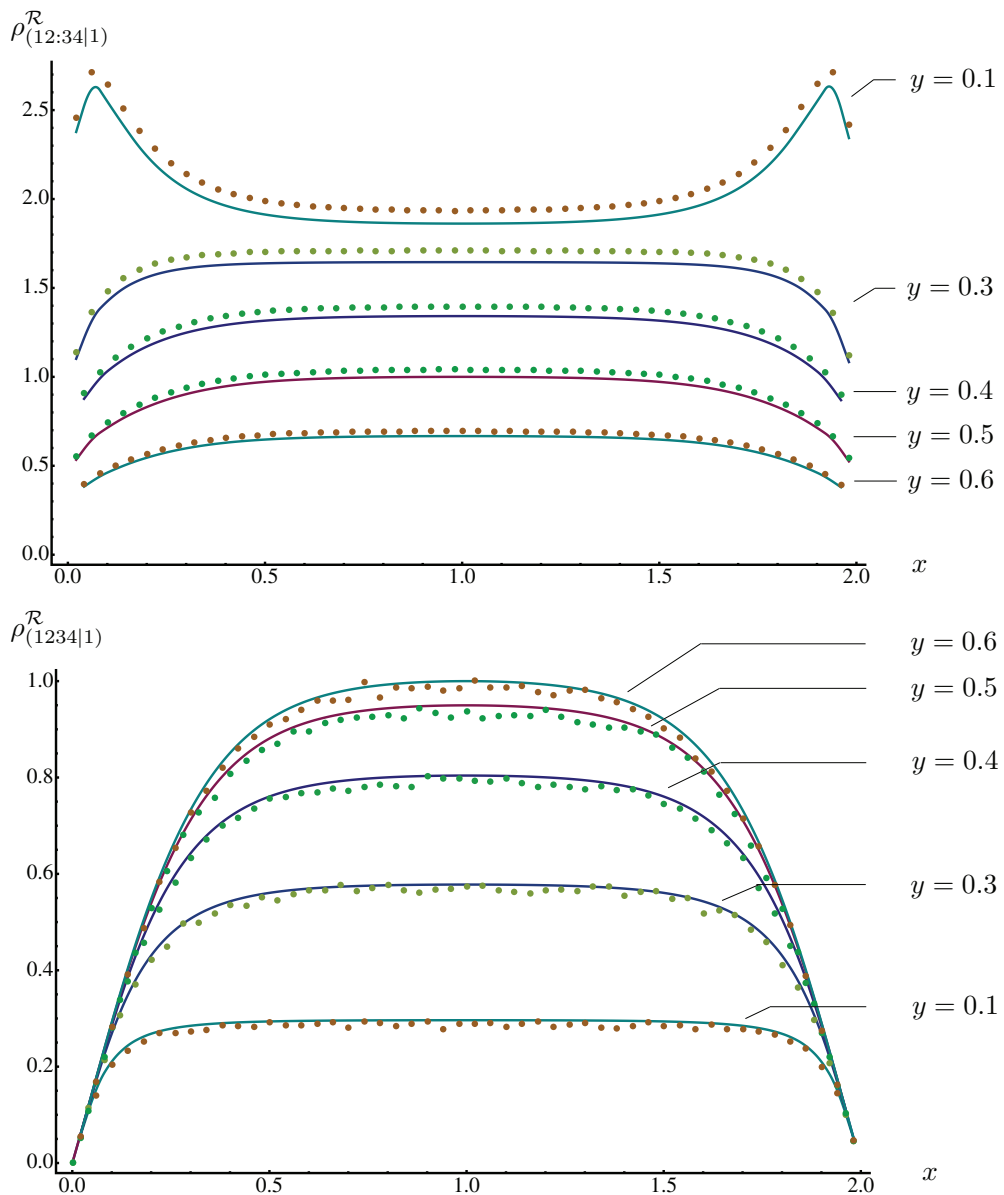 ρ^ℛ_(12:34|1)
y = 0.1
2.5
2.0
1.5
y = 0.3
1.0
y = 0.4
y = 0.5
0.5
y = 0.6
0.0
0.0 0.5 1.0 1.5 2.0 x
ρ^ℛ_(1234|1)
y = 0.6
1.0
y = 0.5
y = 0.4
0.8
0.6
y = 0.3
0.4
y = 0.1
0.2
0.0
0.0 0.5 1.0 1.5 2.0 x